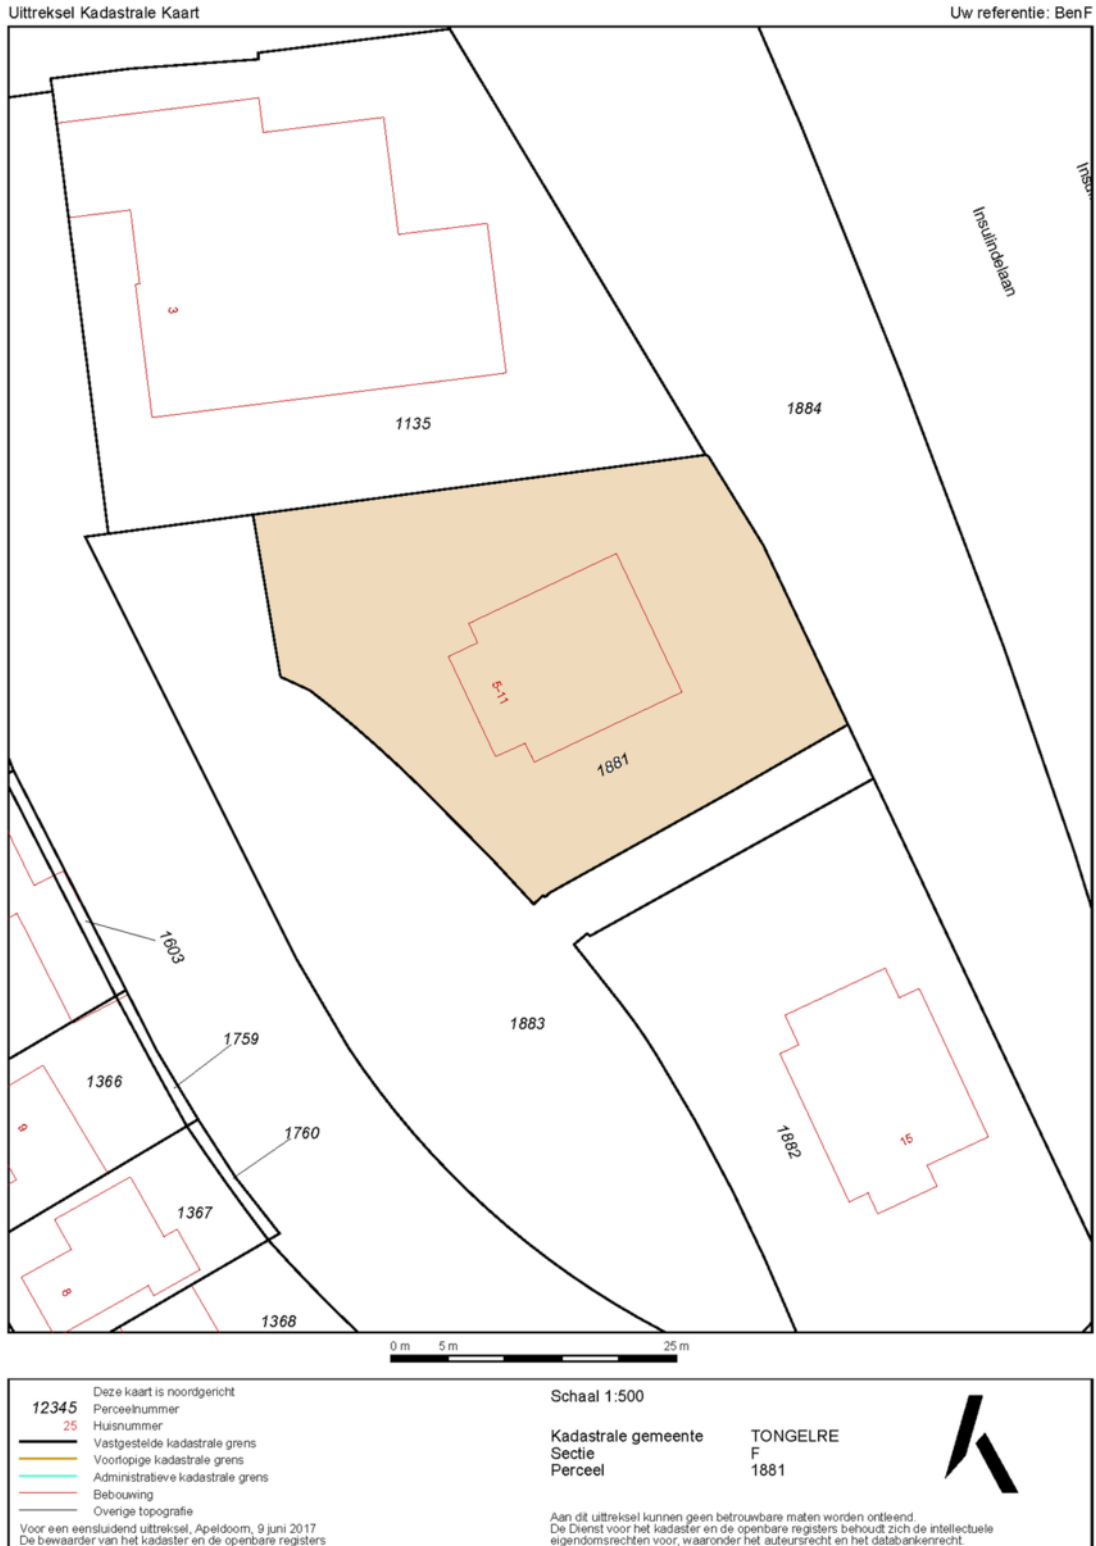 Uittreksel Kadastrale Kaart
Uw referentie: BenF
Insulindelaan
3
1135
1884
5-11
1881
1603
1883
1759
1366
9
1760
1882
15
1367
8
1368
0 m 5 m 25 m
Deze kaart is noordgericht
12345 Perceelnummer
25 Huisnummer
Vastgestelde kadastrale grens
Voorlopige kadastrale grens
Administratieve kadastrale grens
Bebouwing
Overige topografie
Voor een eensluidend uittreksel, Apeldoorn, 9 juni 2017
De bewaarder van het kadaster en de openbare registers
Schaal 1:500
Kadastrale gemeente TONGELRE
Sectie F
Perceel 1881
Aan dit uittreksel kunnen geen betrouwbare maten worden ontleend.
De Dienst voor het kadaster en de openbare registers behoudt zich de intellectuele
eigendomsrechten voor, waaronder het auteursrecht en het databankenrecht.